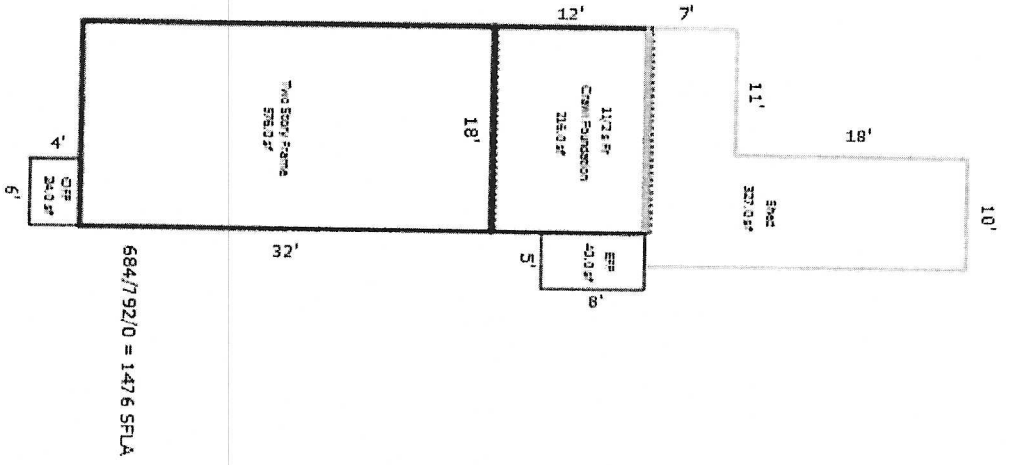 12'
7'
11'
18'
10'
Shed
327.0 sf
1 1/2 s Fr
Crawl Foundation
216.0 sf
18'
Two Story Frame
576.0 sf
4'
6'
OFP
24.0 sf
32'
EFP
40.0 sf
5'
8'
684/792/0 = 1476 SFLA